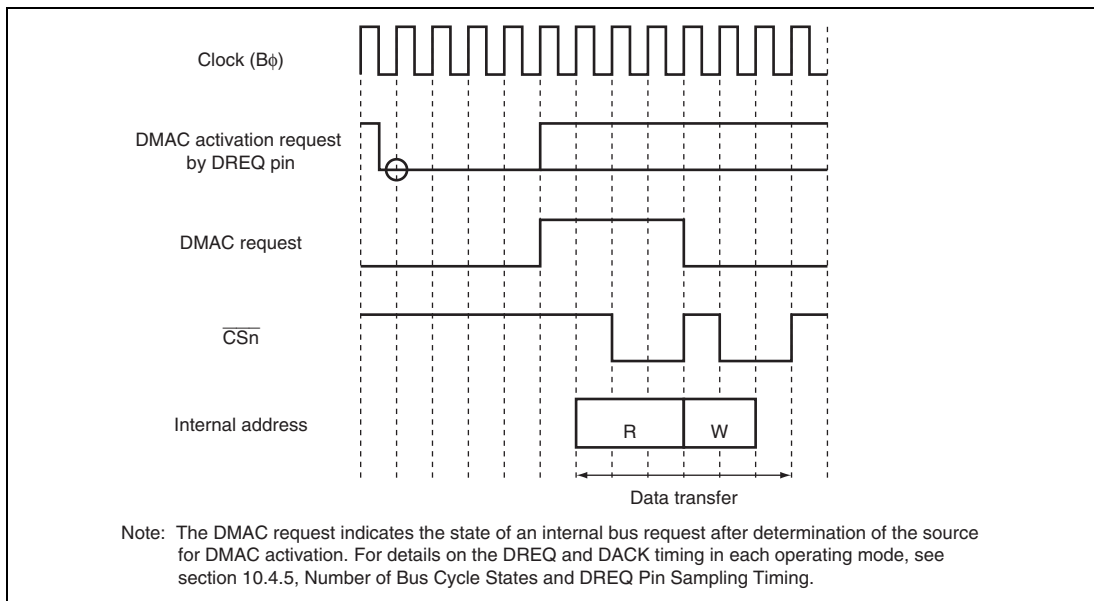 Clock (Bϕ)
DMAC activation request
by DREQ pin
DMAC request
C̅S̅n̅
Internal address
R
W
Data transfer
Note: The DMAC request indicates the state of an internal bus request after determination of the source
for DMAC activation. For details on the DREQ and DACK timing in each operating mode, see
section 10.4.5, Number of Bus Cycle States and DREQ Pin Sampling Timing.